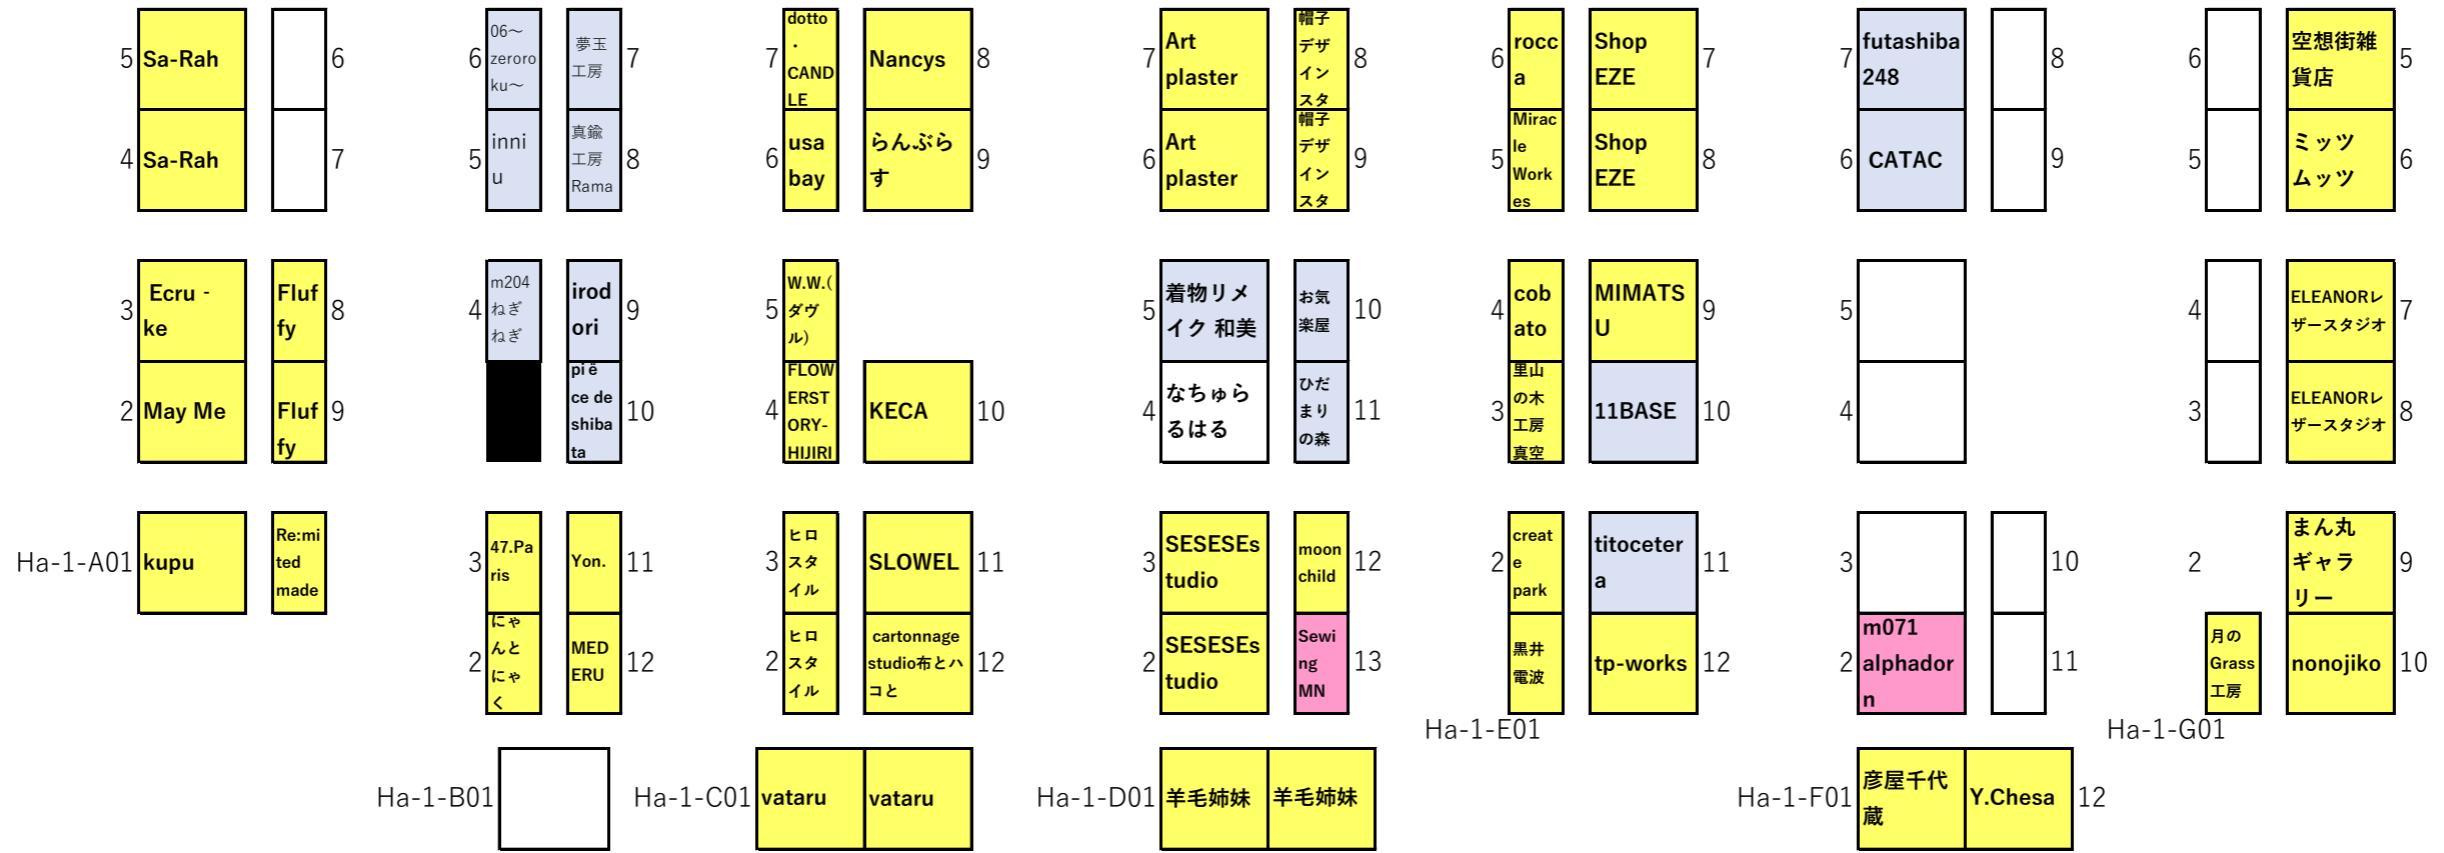 5 Sa-Rah 6
4 Sa-Rah 7
3 Ecru -
ke
Fluf
fy 8
2 May Me
Fluf
fy 9
Ha-1-A01 kupu
Re:mi
ted
made
6 06～
zeroro
ku～
夢玉
工房 7
5 inni
u
真鍮
工房
Rama 8
4 m204
ねぎ
ねぎ
irod
ori 9
pi ē
ce de
shiba
ta 10
3 47.Pa
ris
Yon. 11
2 にゃ
んと
にゃ
く
MED
ERU 12
Ha-1-B01
7 dotto
・
CAND
LE
Nancys 8
6 usa
bay
らんぶら
す 9
5 W.W.(
ダヴ
ル)
4 FLOW
ERST
ORY-
HIJIRI
KECA 10
3 ヒロ
スタ
イル
SLOWEL 11
2 ヒロ
スタ
イル
cartonnage
studio布とハ
コと 12
Ha-1-C01 vataru vataru
7 Art
plaster
帽子
デザ
イン
スタ 8
6 Art
plaster
帽子
デザ
イン
スタ 9
5 着物リメ
イク 和美
お気
楽屋 10
4 なちゅら
るはる
ひだ
まり
の森 11
3 SESESEs
tudio
moon
child 12
2 SESESEs
tudio
Sewi
ng
MN 13
Ha-1-D01 羊毛姉妹 羊毛姉妹
6 rocc
a
Shop
EZE 7
5 Mirac
le
Work
es
Shop
EZE 8
4 cob
ato
MIMATS
U 9
3 里山
の木
工房
真空
11BASE 10
2 creat
e
park
titoceter
a 11
黒井
電波
tp-works 12
Ha-1-E01
7 futashiba
248 8
6 CATAC 9
5
4
3 10
2 m071
alphador
n 11
Ha-1-F01 彦屋千代
蔵
Y.Chesa 12
6 空想街雑
貨店 5
5 ミッツ
ムッツ 6
4 ELEANORレ
ザースタジオ 7
3 ELEANORレ
ザースタジオ 8
2 まん丸
ギャラ
リー 9
月の
Grass
工房
nonojiko 10
Ha-1-G01